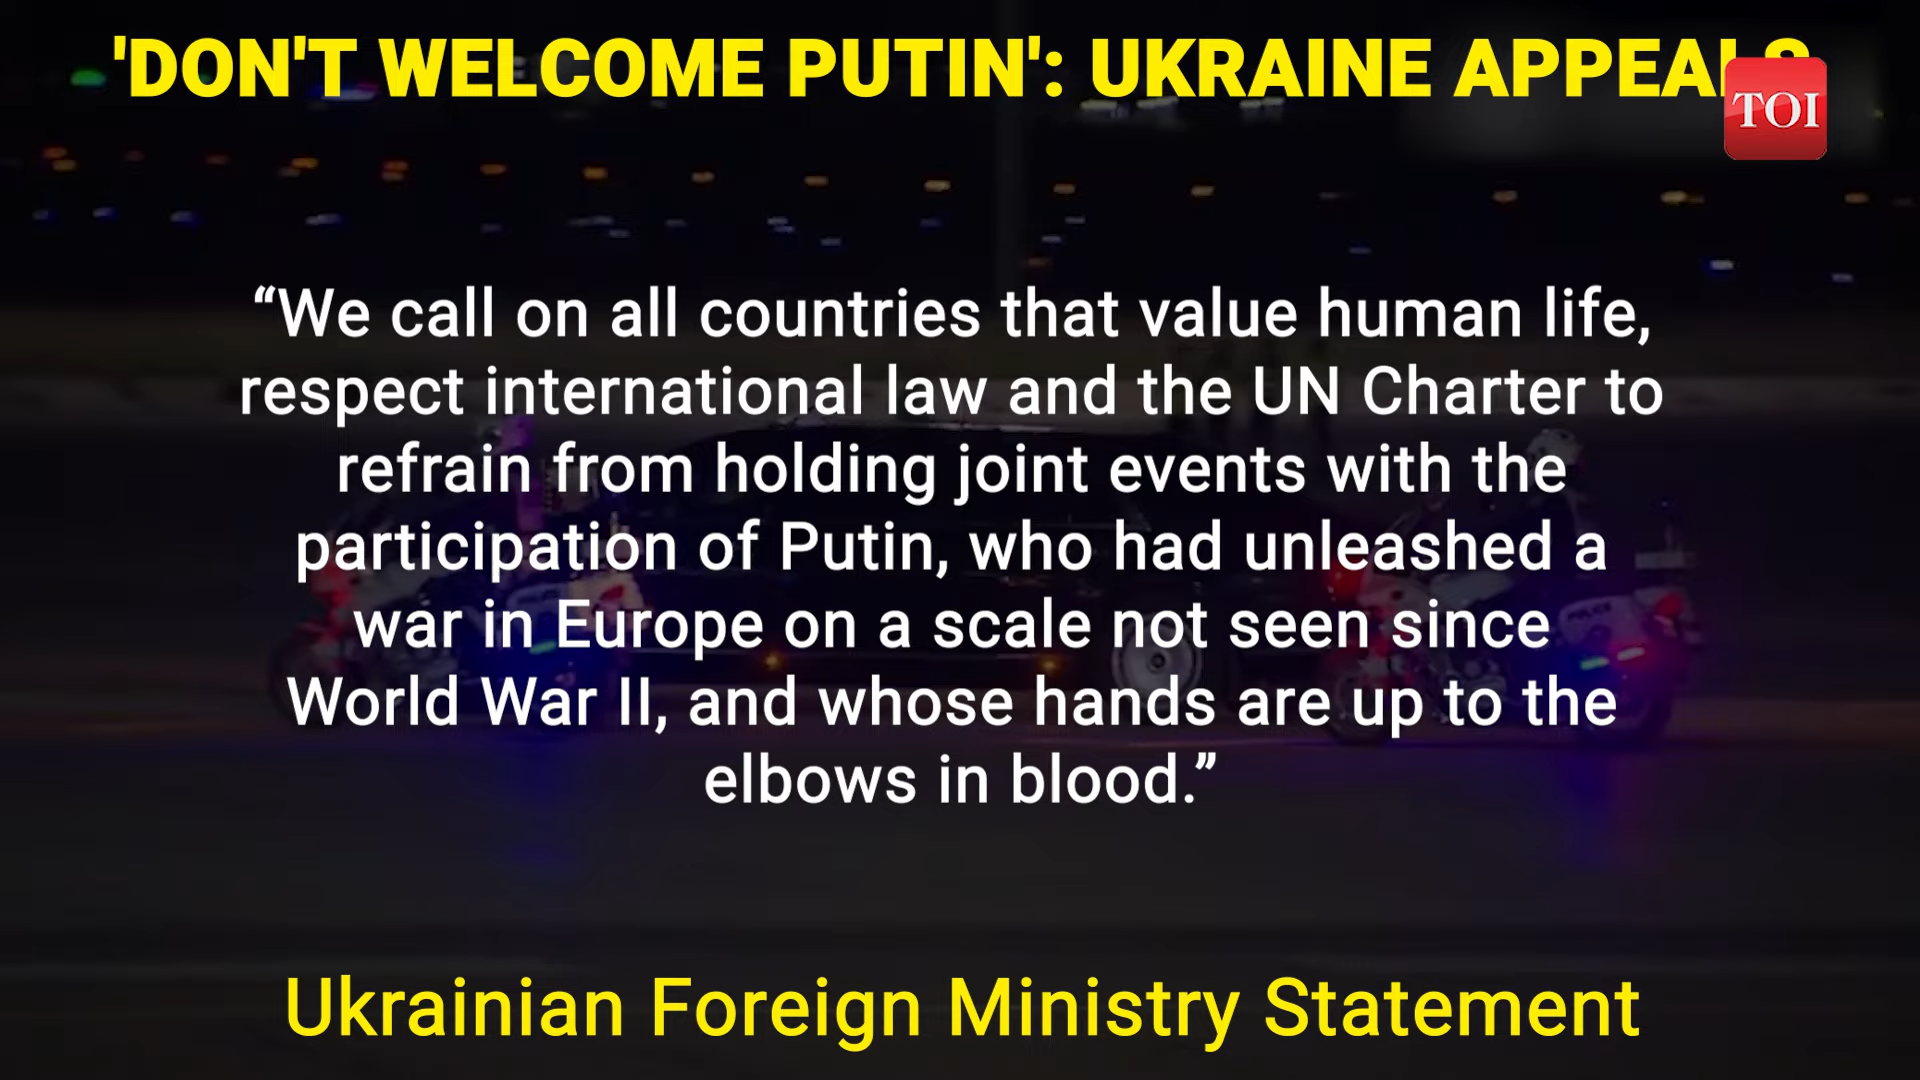 'DON'T WELCOME PUTIN': UKRAINE APPEALS
TOI
“We call on all countries that value human life,
respect international law and the UN Charter to
refrain from holding joint events with the
participation of Putin, who had unleashed a
war in Europe on a scale not seen since
World War II, and whose hands are up to the
elbows in blood.”
Ukrainian Foreign Ministry Statement